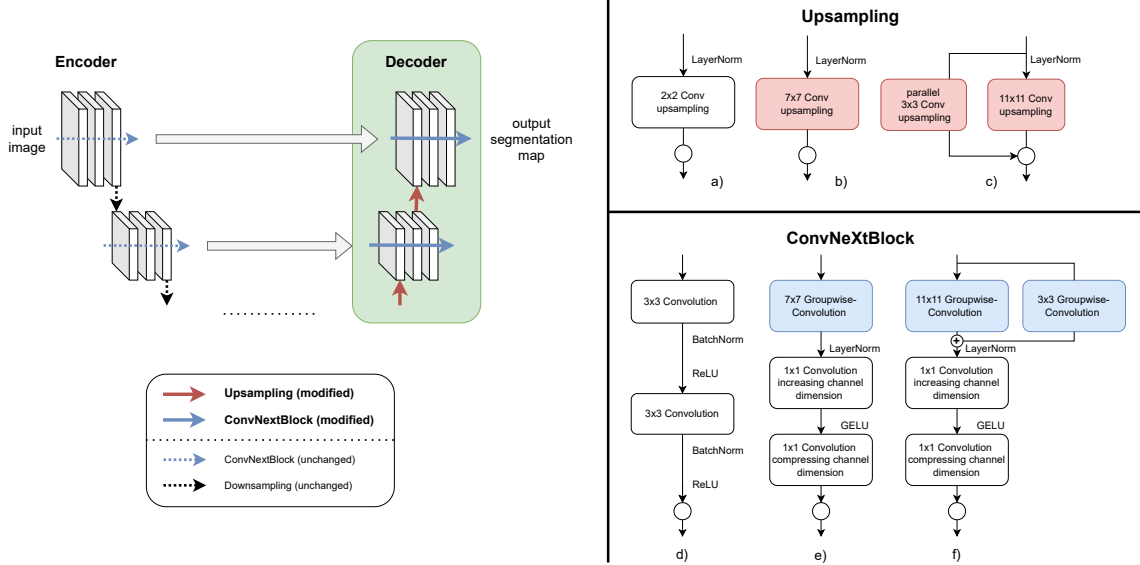 Encoder
Decoder
input
image
output
segmentation
map
Upsampling (modified)
ConvNextBlock (modified)
ConvNextBlock (unchanged)
Downsampling (unchanged)
Upsampling
LayerNorm
2x2 Conv
upsampling
a)
LayerNorm
7x7 Conv
upsampling
b)
LayerNorm
parallel
3x3 Conv
upsampling
11x11 Conv
upsampling
c)
ConvNeXtBlock
3x3 Convolution
BatchNorm
ReLU
3x3 Convolution
BatchNorm
ReLU
d)
7x7 Groupwise-
Convolution
LayerNorm
1x1 Convolution
increasing channel
dimension
GELU
1x1 Convolution
compressing channel
dimension
e)
11x11 Groupwise-
Convolution
3x3 Groupwise-
Convolution
+
LayerNorm
1x1 Convolution
increasing channel
dimension
GELU
1x1 Convolution
compressing channel
dimension
f)